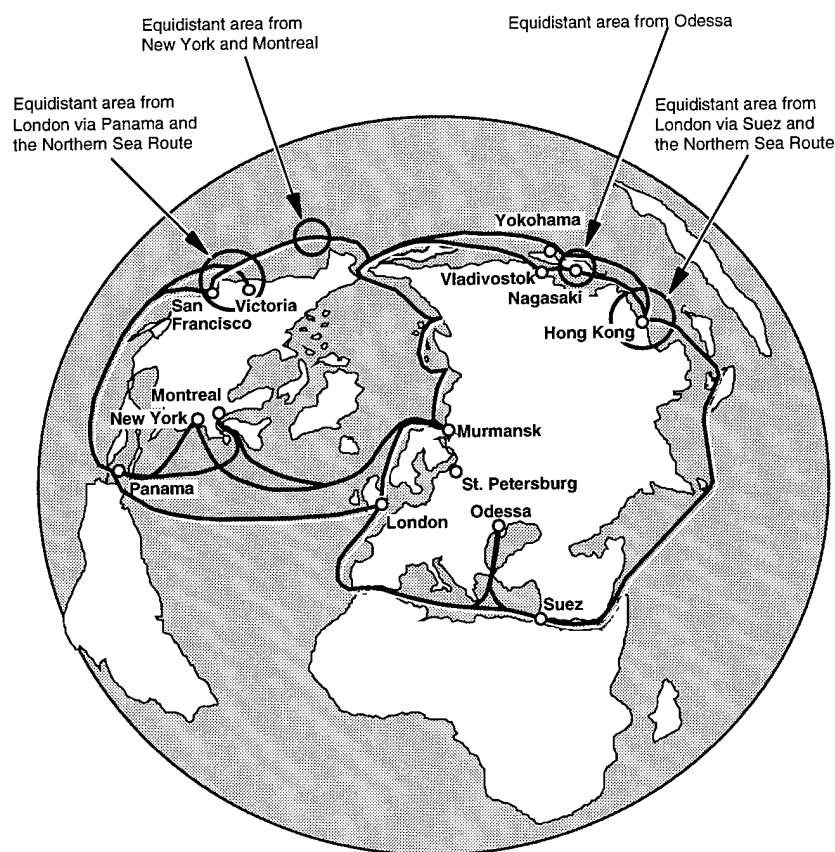 Equidistant area from
New York and Montreal
Equidistant area from Odessa
Equidistant area from
London via Panama and
the Northern Sea Route
Equidistant area from
London via Suez and
the Northern Sea Route
Yokohama
Vladivostok
Nagasaki
San
Francisco
Victoria
Hong Kong
Montreal
New York
Murmansk
Panama
St. Petersburg
London
Odessa
Suez